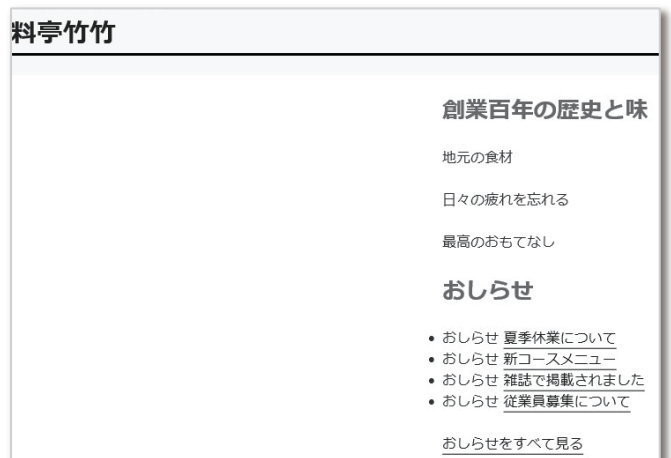 料亭竹竹
創業百年の歴史と味
地元の食材
日々の疲れを忘れる
最高のおもてなし
おしらせ
おしらせ 夏季休業について
おしらせ 新コースメニュー
おしらせ 雑誌で掲載されました
おしらせ 従業員募集について
おしらせをすべて見る